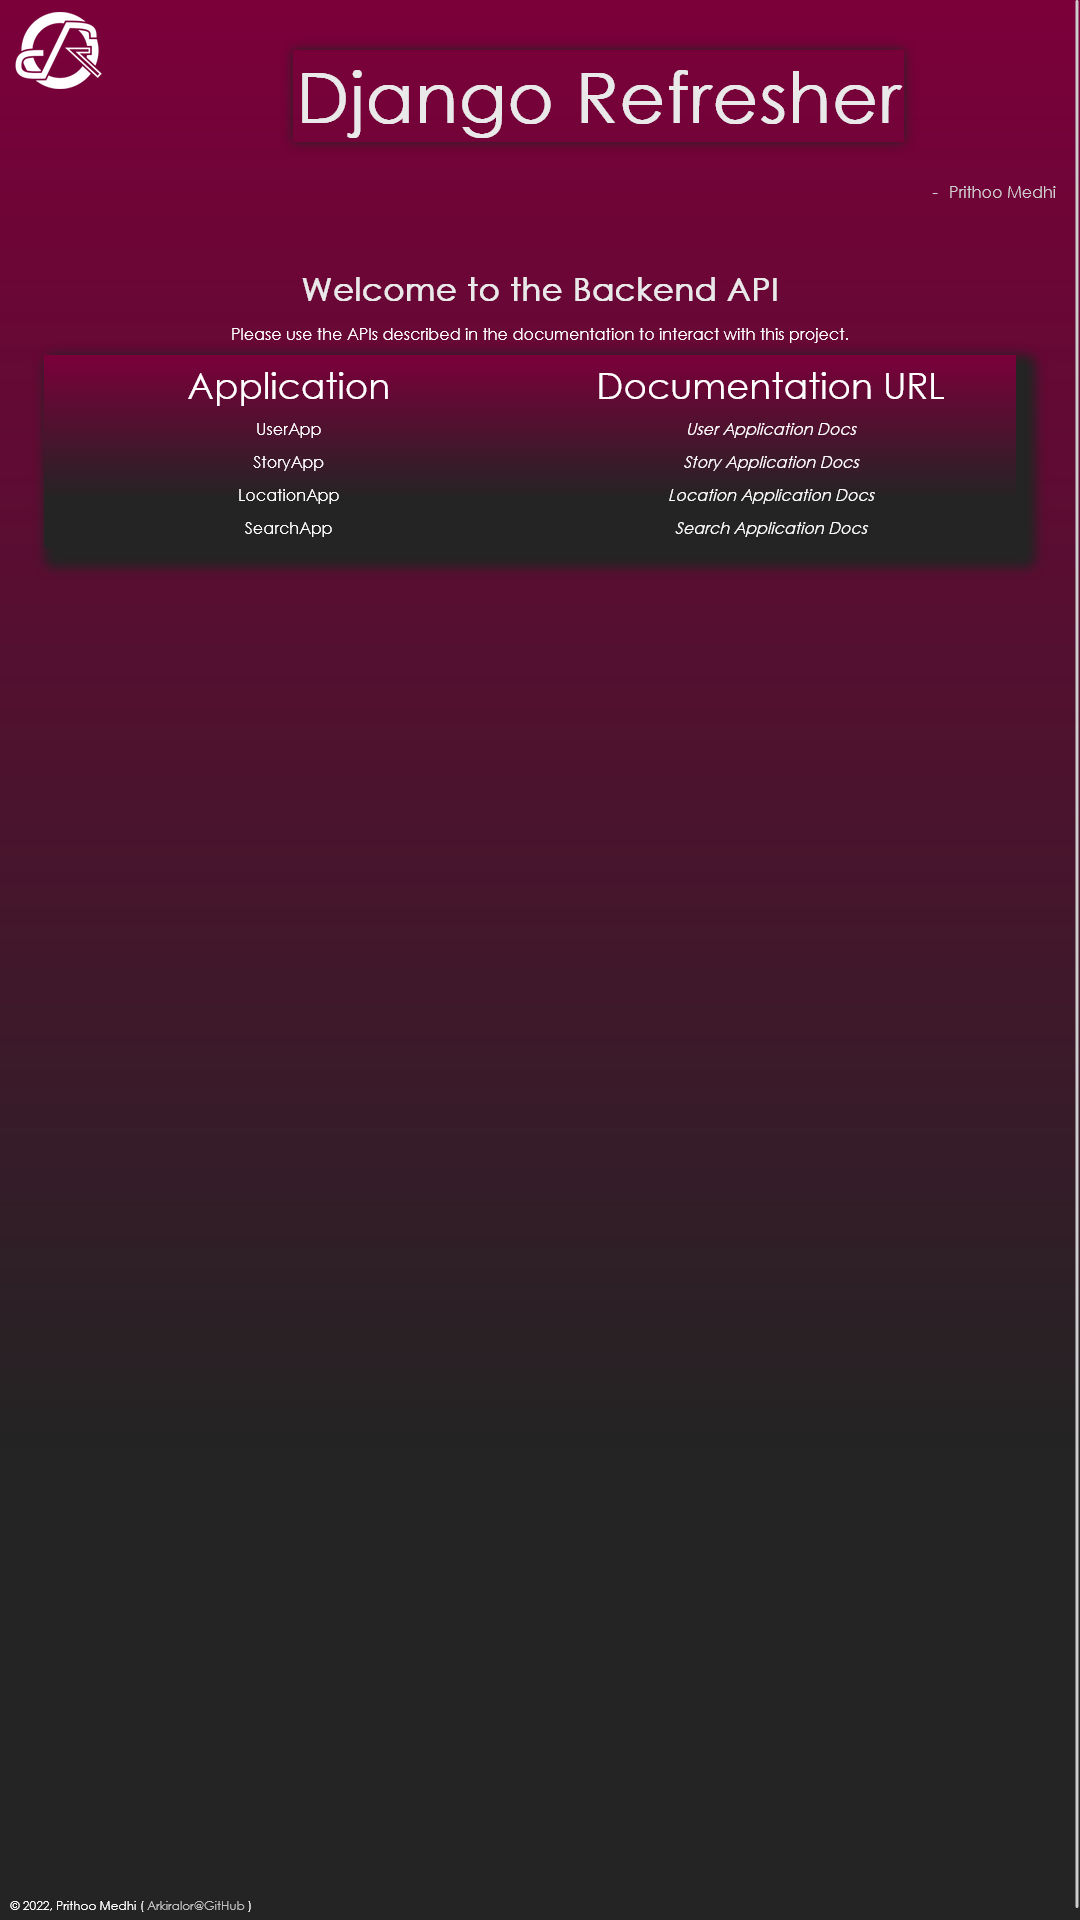 Django Refresher
- Prithoo Medhi
Welcome to the Backend API
Please use the APIs described in the documentation to interact with this project.
Application Documentation URL
UserApp User Application Docs
StoryApp Story Application Docs
LocationApp Location Application Docs
SearchApp Search Application Docs
© 2022, Prithoo Medhi ( Arkiralor@GitHub )